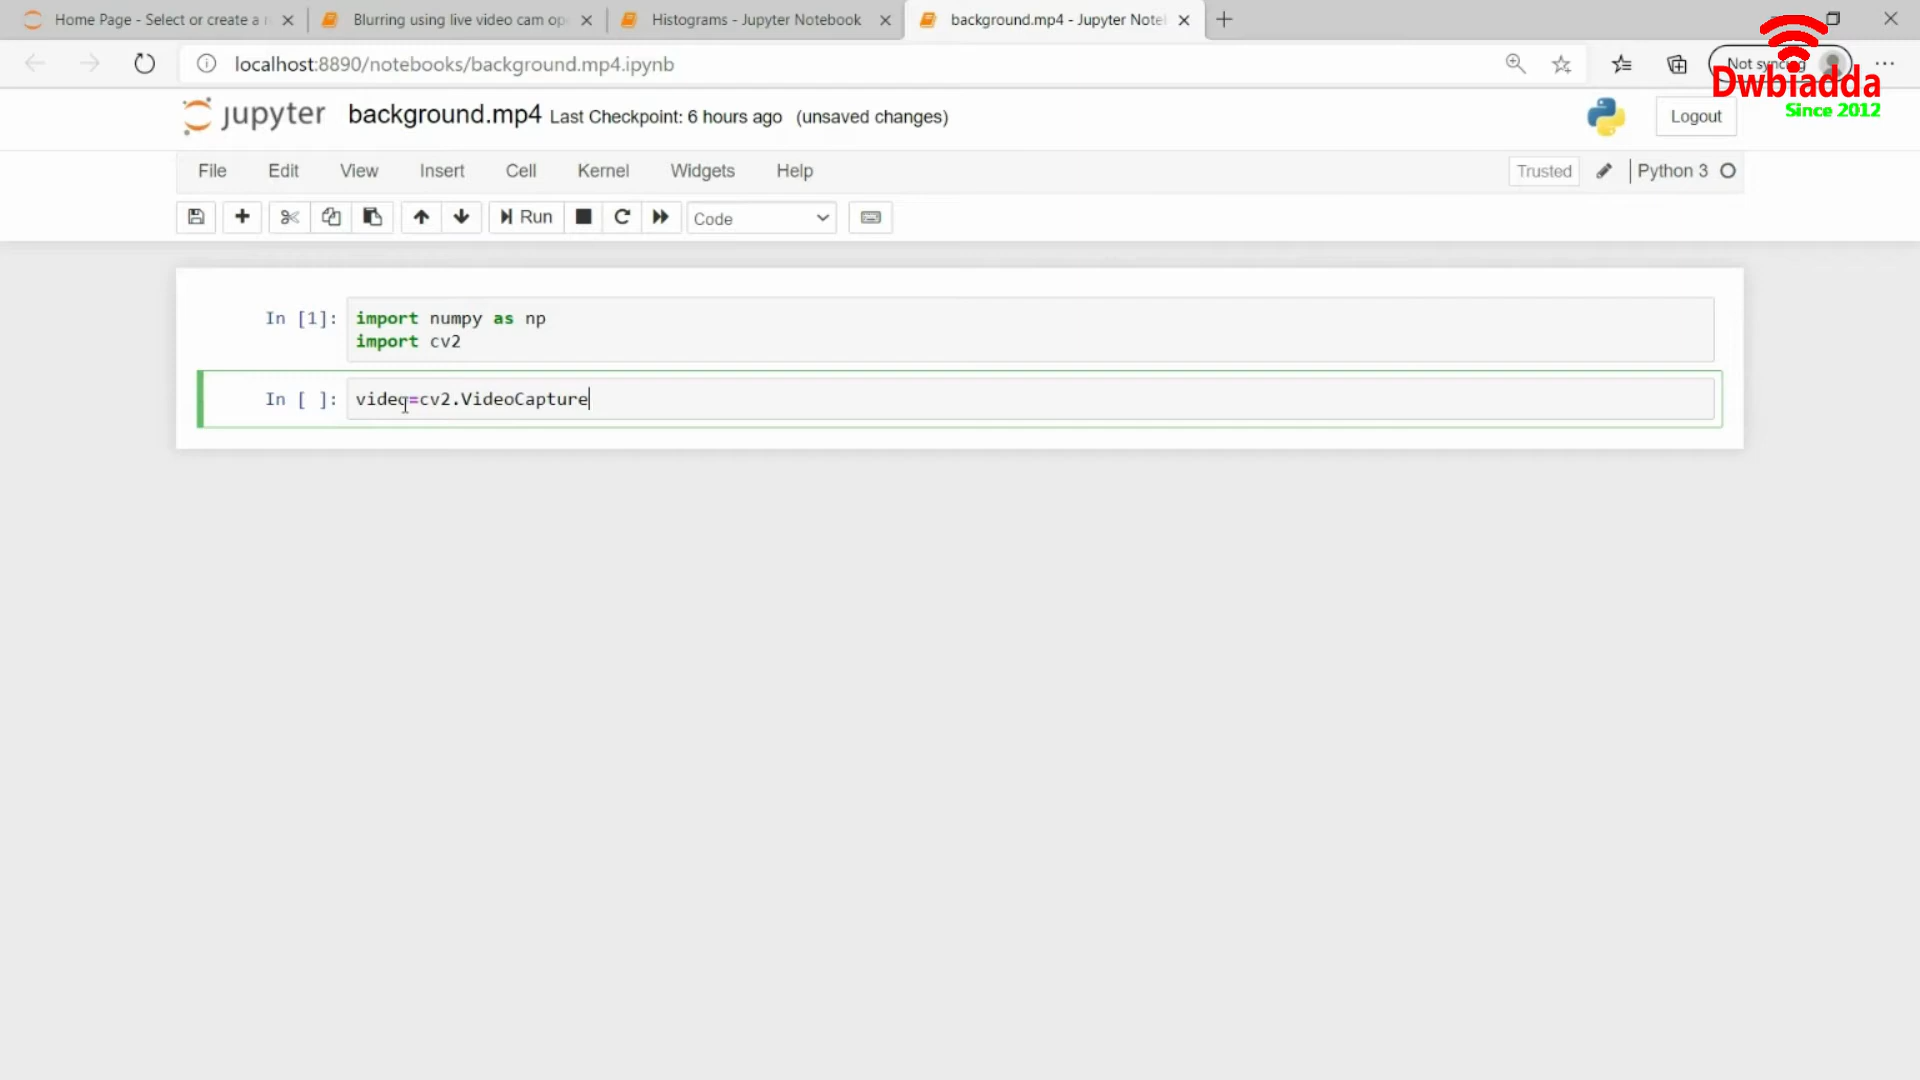 Home Page - Select or create a
Blurring using live video cam op
Histograms - Jupyter Notebook
background.mp4 - Jupyter Note
localhost:8890/notebooks/background.mp4.ipynb
Not syncing
Dwbiadda
Since 2012
jupyter background.mp4 Last Checkpoint: 6 hours ago (unsaved changes)
Logout
File Edit View Insert Cell Kernel Widgets Help
Trusted Python 3
Run Code
In [1]: import numpy as np
import cv2
In [ ]: video=cv2.VideoCapture